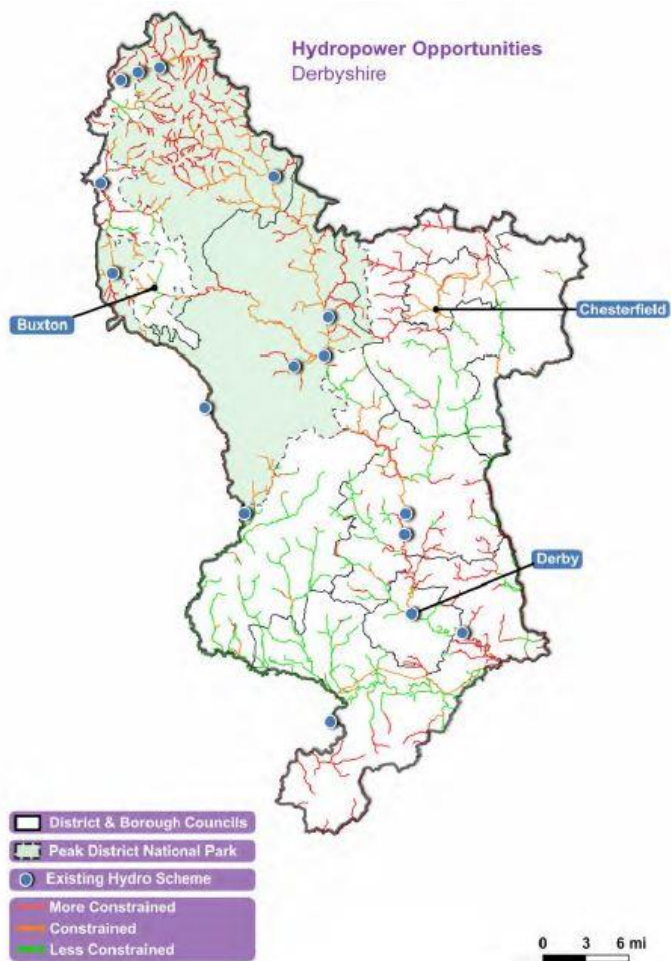 Hydropower Opportunities
Derbyshire
Buxton
Chesterfield
Derby
District & Borough Councils
Peak District National Park
Existing Hydro Scheme
More Constrained
Constrained
Less Constrained
0 3 6 mi